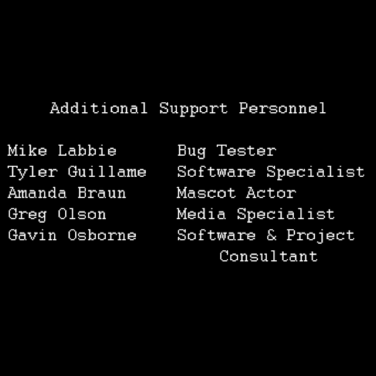 Additional Support Personnel
Mike Labbie Bug Tester
Tyler Guillame Software Specialist
Amanda Braun Mascot Actor
Greg Olson Media Specialist
Gavin Osborne Software & Project
Consultant